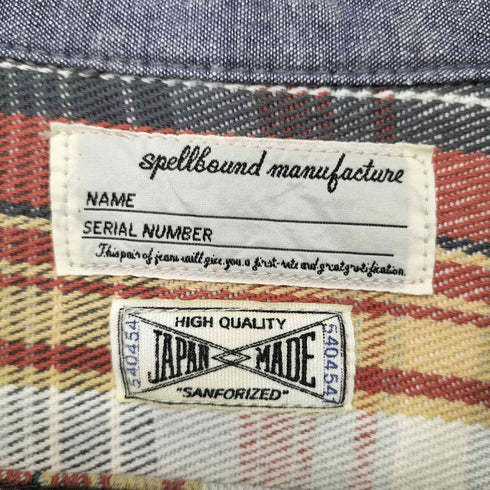 spellbound manufacture
NAME
SERIAL NUMBER
This pair of jeans will give you a first-rate and great gratification.
HIGH QUALITY
5404541
JAPAN MADE
5404541
"SANFORIZED"